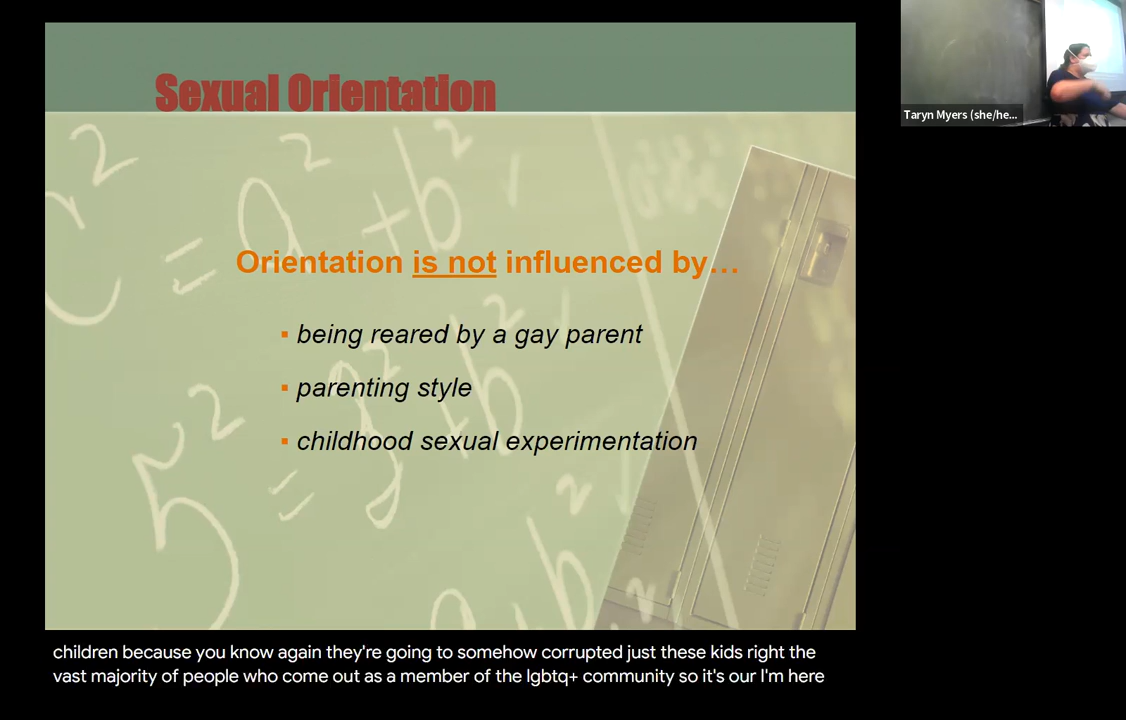 Sexual Orientation
Orientation is not influenced by...
▪ being reared by a gay parent
▪ parenting style
▪ childhood sexual experimentation
Taryn Myers (she/he...
children because you know again they're going to somehow corrupted just these kids right the
vast majority of people who come out as a member of the lgbtq+ community so it's our I'm here